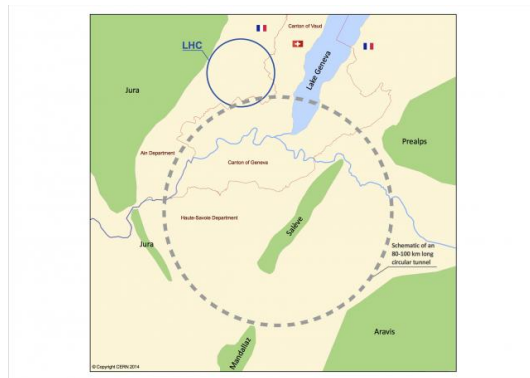 Canton of Vaud
LHC
Lake Geneva
Jura
Prealps
Ain Department
Canton of Geneva
Haute-Savoie Department
Salève
Jura
Schematic of an
80-100 km long
circular tunnel
Aravis
Mandallaz
© Copyright CERN 2014